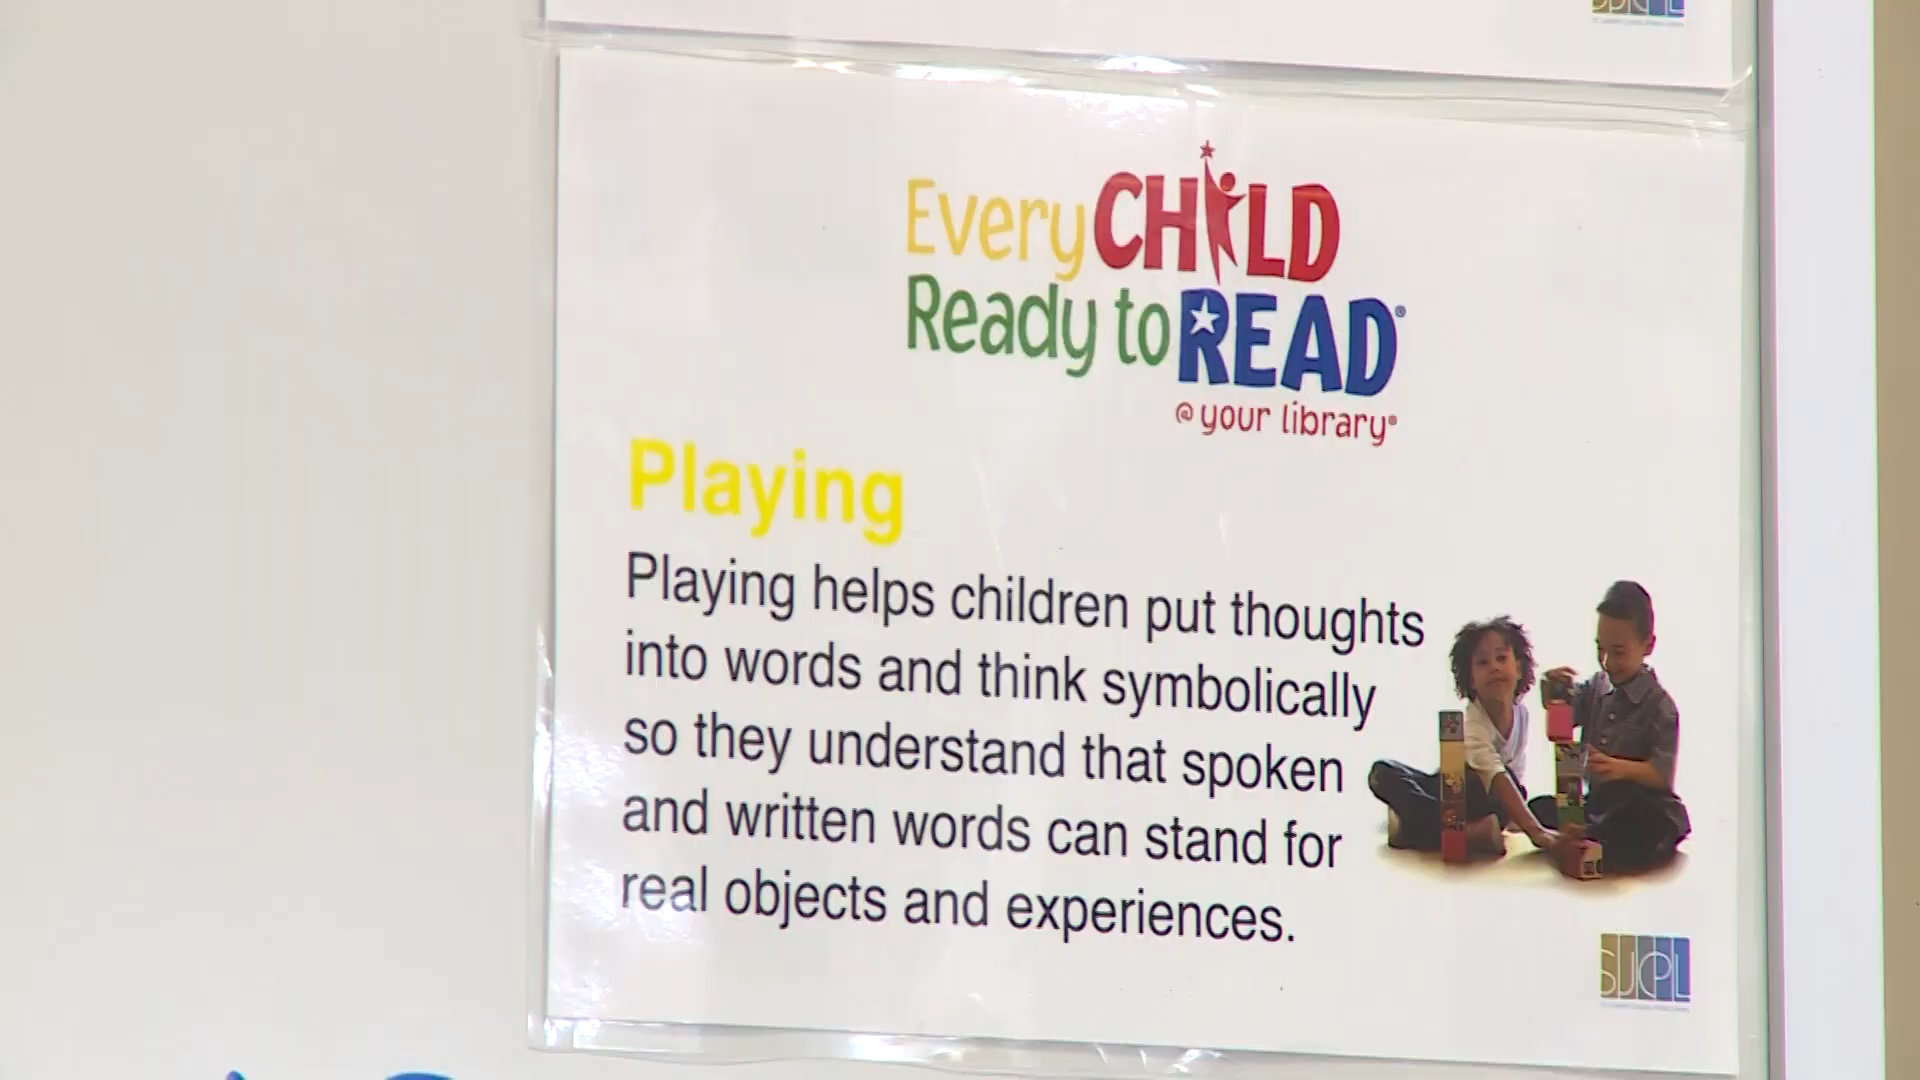 Every CHILD
Ready to READ®
@ your library®
Playing
Playing helps children put thoughts
into words and think symbolically
so they understand that spoken
and written words can stand for
real objects and experiences.
SJCPL